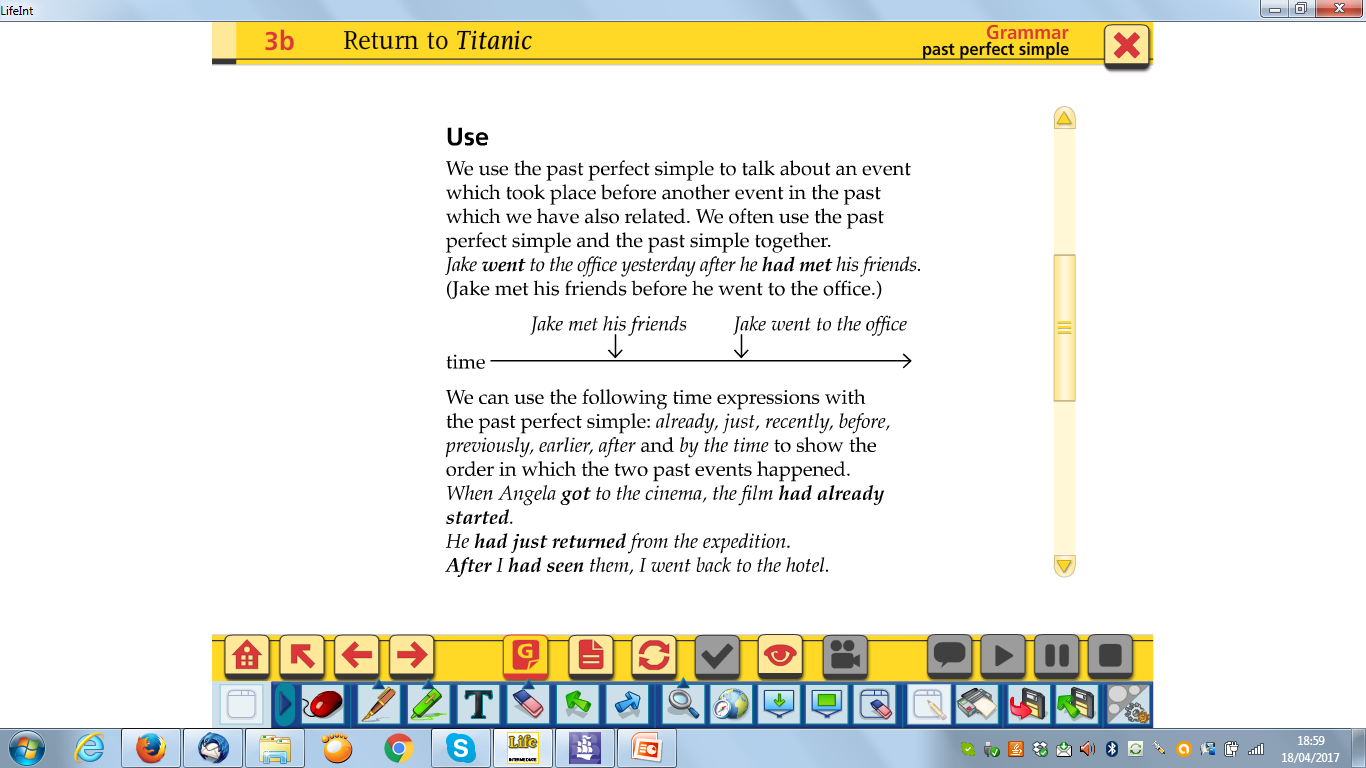 LifeInt
3b Return to Titanic
Grammar
past perfect simple
Use
We use the past perfect simple to talk about an event
which took place before another event in the past
which we have also related. We often use the past
perfect simple and the past simple together.
Jake went to the office yesterday after he had met his friends.
(Jake met his friends before he went to the office.)
Jake met his friends Jake went to the office
time
We can use the following time expressions with
the past perfect simple: already, just, recently, before,
previously, earlier, after and by the time to show the
order in which the two past events happened.
When Angela got to the cinema, the film had already
started.
He had just returned from the expedition.
After I had seen them, I went back to the hotel.
G
T
Life
INTERMEDIATE
18:59
18/04/2017